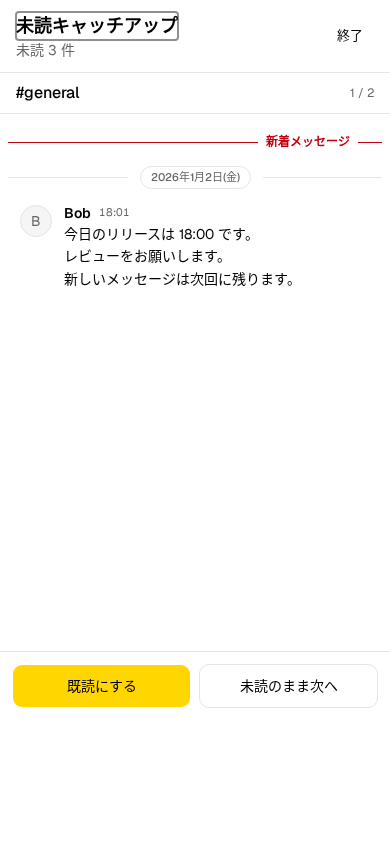 未読キャッチアップ
未読 3 件
終了
#general
1 / 2
新着メッセージ
2026年1月2日(金)
B
Bob 18:01
今日のリリースは 18:00 です。
レビューをお願いします。
新しいメッセージは次回に残ります。
既読にする
未読のまま次へ